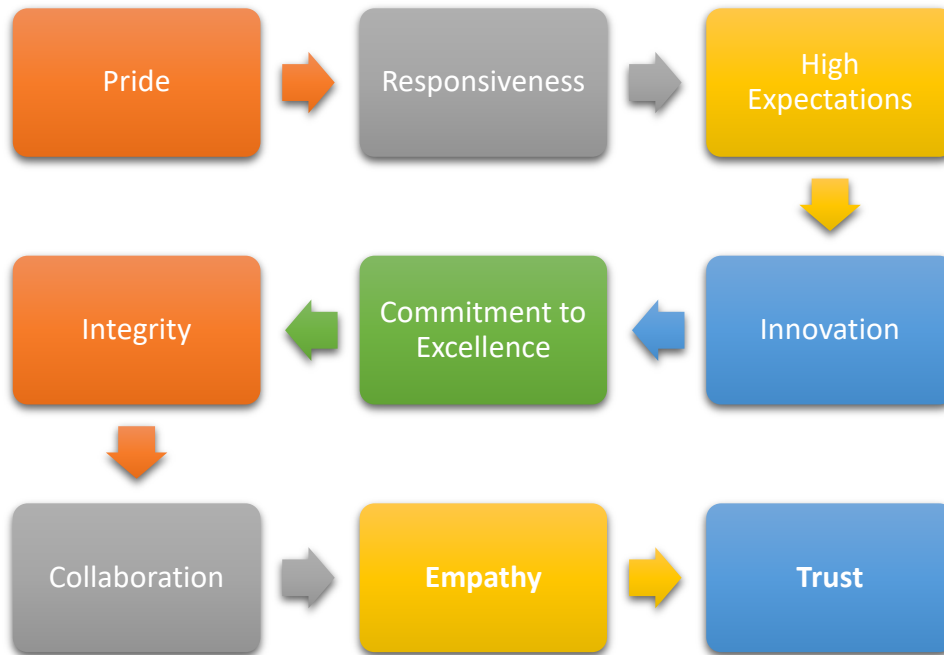 Pride
Responsiveness
High
Expectations
Innovation
Commitment to
Excellence
Integrity
Collaboration
Empathy
Trust